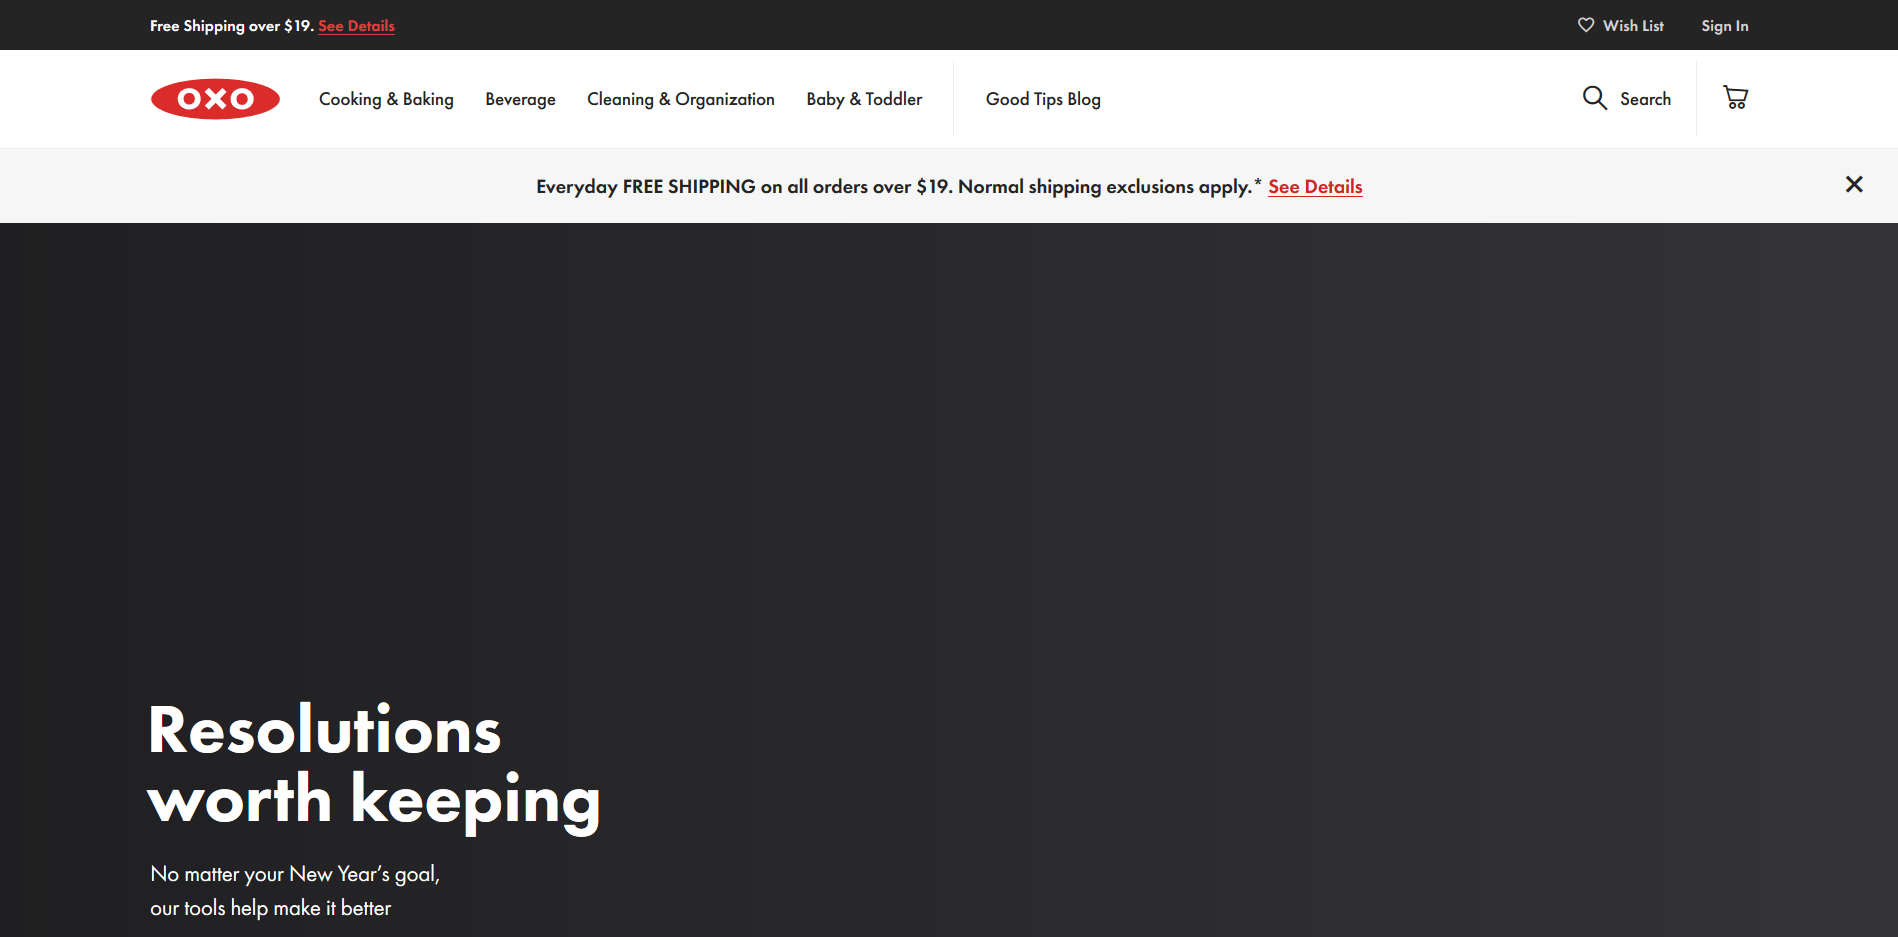 Free Shipping over $19. See Details
Wish List
Sign In
OXO
Cooking & Baking
Beverage
Cleaning & Organization
Baby & Toddler
Good Tips Blog
Search
Everyday FREE SHIPPING on all orders over $19. Normal shipping exclusions apply.* See Details
Resolutions
worth keeping
No matter your New Year’s goal,
our tools help make it better